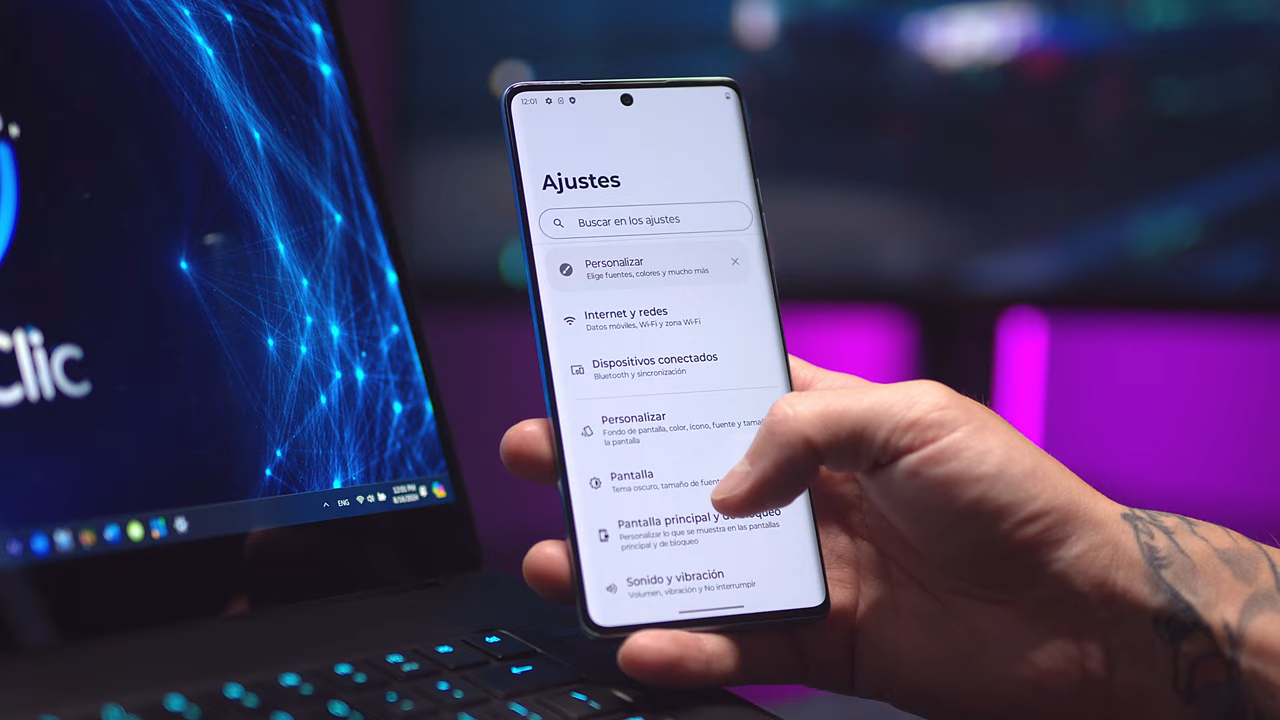 Clic
ENG
12:01 PM
12:01
Ajustes
Buscar en los ajustes
Personalizar
Elige fuentes, colores y mucho más
Internet y redes
Datos móviles, Wi-Fi y zona Wi-Fi
Dispositivos conectados
Bluetooth y sincronización
Personalizar
Fondo de pantalla, color, icono, fuente y
la pantalla
Pantalla
Tema oscuro, tamaño de
Pantalla principal y
Personalizar lo que se muestra en las pantallas
principal y de bloqueo
Sonido y vibración
Volumen, vibración y No interrumpir